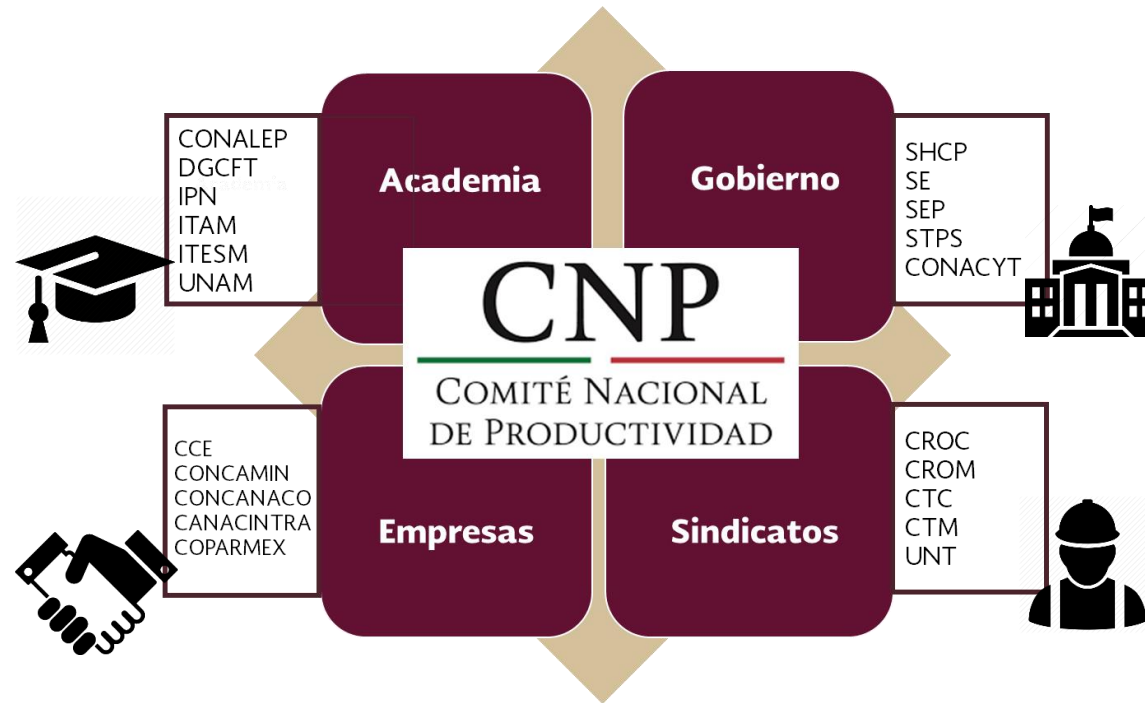 Academia
CONALEP
DGCFT
IPN
ITAM
ITESM
UNAM
Gobierno
SHCP
SE
SEP
STPS
CONACYT
CNP
COMITÉ NACIONAL
DE PRODUCTIVIDAD
Empresas
CCE
CONCAMIN
CONCANACO
CANACINTRA
COPARMEX
Sindicatos
CROC
CROM
CTC
CTM
UNT